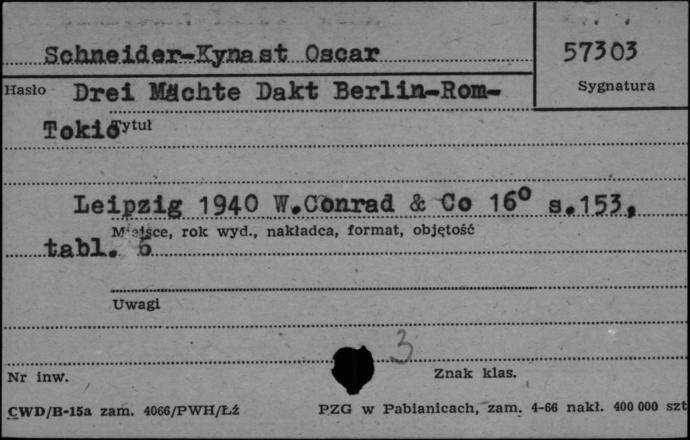 Schneider-Kynast Oscar
57303
Hasło
Sygnatura
Drei Mächte Dakt Berlin-Rom-
Tokio
Tytuł
Leipzig 1940 W.Conrad & Co 16° s.153,
Miejsce, rok wyd., nakładca, format, objętość
tabl. 5
Uwagi
3
Nr inw.
Znak klas.
CWD/B-15a zam. 4066/PWH/Łź
PZG w Pabianicach, zam. 4-66 nakł. 400 000 szt